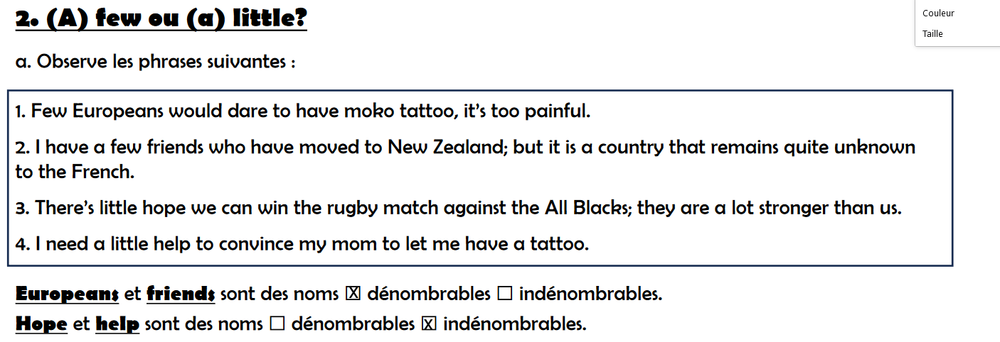 2. (A) few ou (a) little?
Couleur
Taille
a. Observe les phrases suivantes :
1. Few Europeans would dare to have moko tattoo, it's too painful.
2. I have a few friends who have moved to New Zealand; but it is a country that remains quite unknown
to the French.
3. There's little hope we can win the rugby match against the All Blacks; they are a lot stronger than us.
4. I need a little help to convince my mom to let me have a tattoo.
Europeans et friends sont des noms ☒ dénombrables ☐ indénombrables.
Hope et help sont des noms ☐ dénombrables ☒ indénombrables.